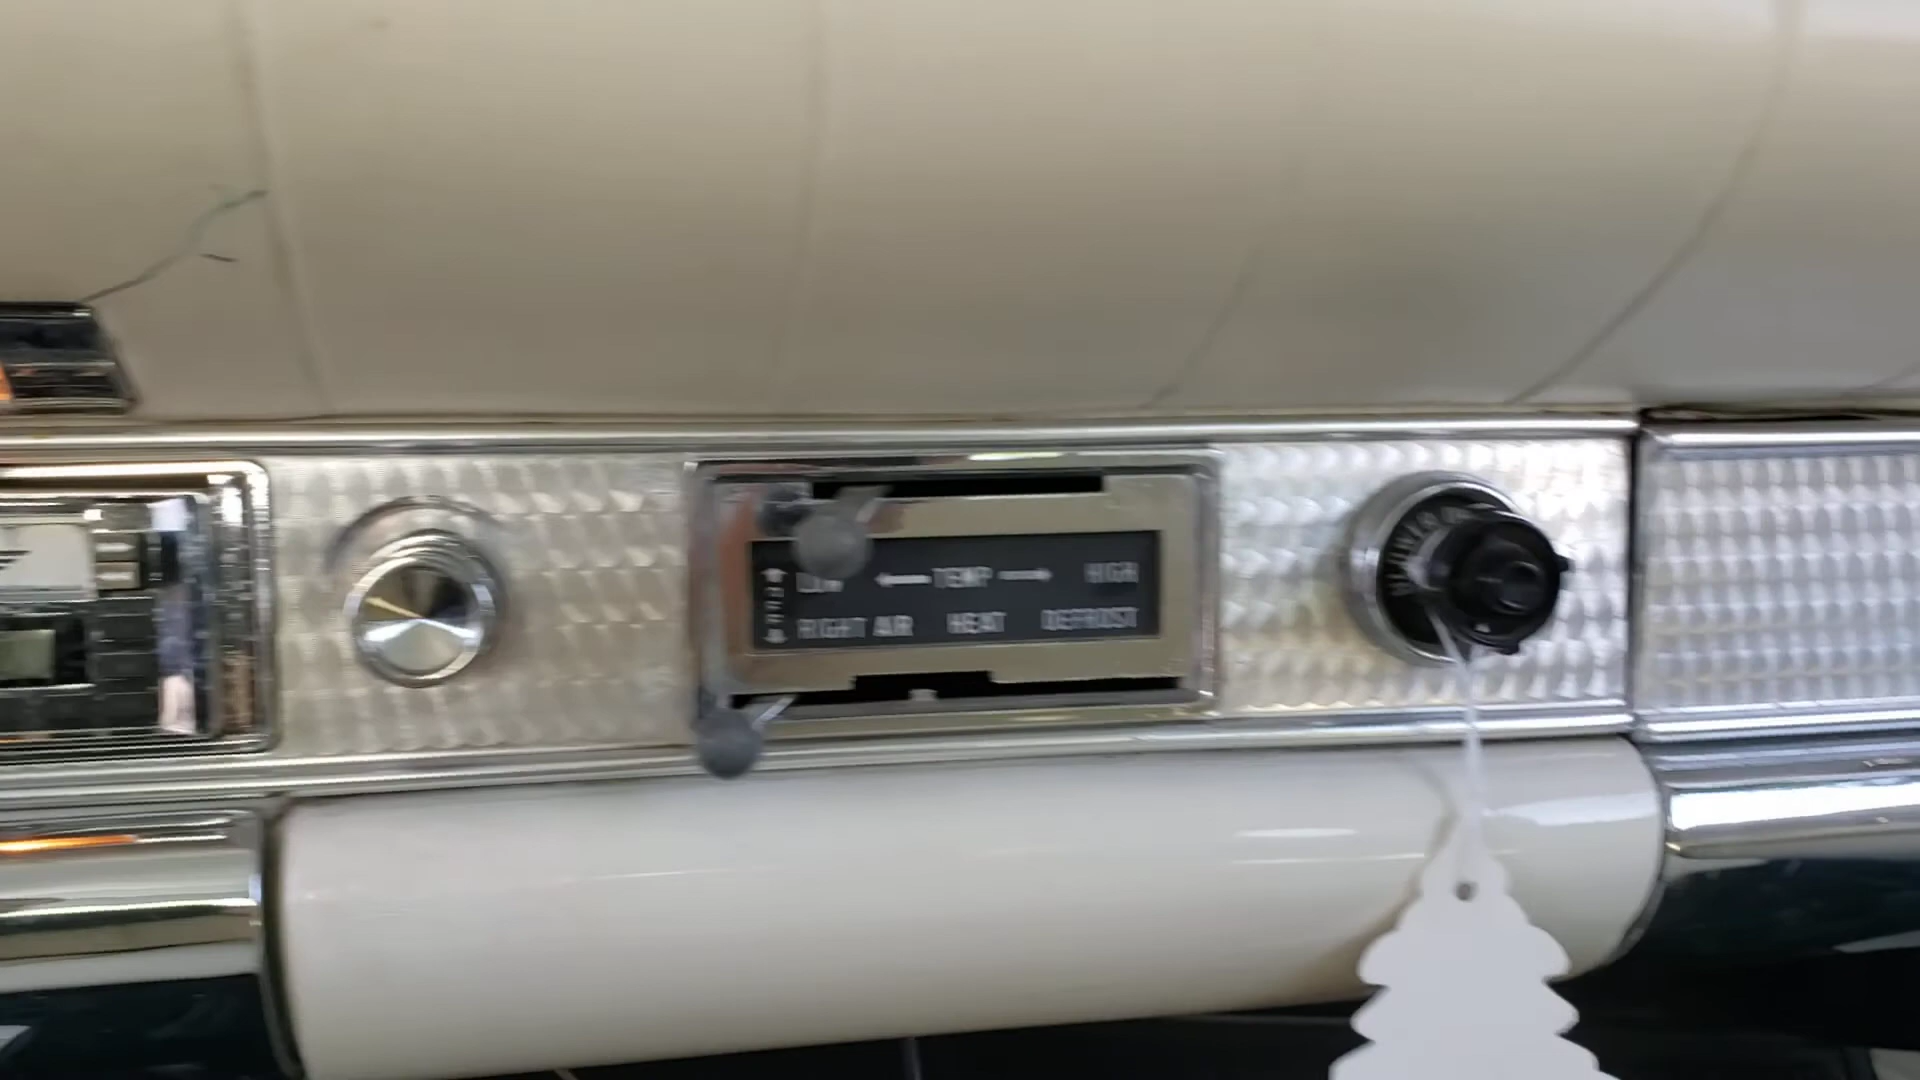 LOW ← TEMP → HIGH
RIGHT AIR HEAT DEFROST